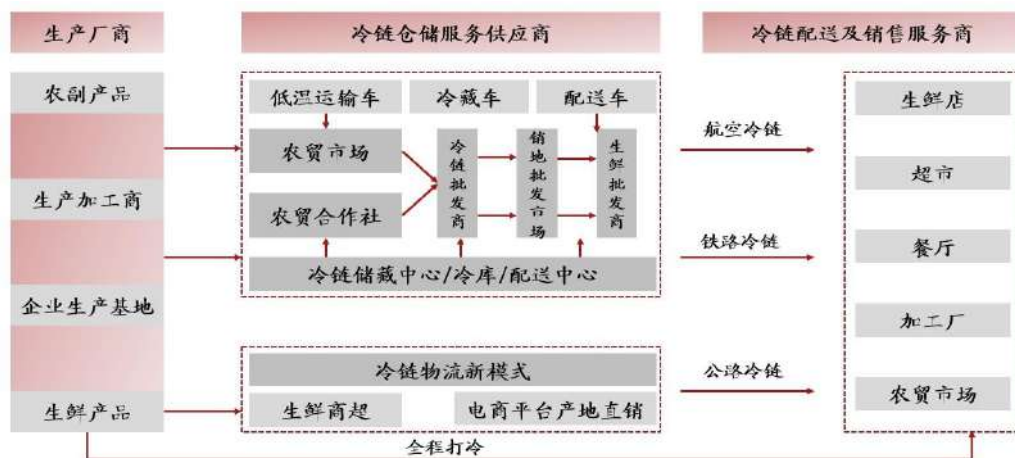 生产厂商
冷链仓储服务供应商
冷链配送及销售服务商
农副产品
生产加工商
企业生产基地
生鲜产品
低温运输车
冷藏车
配送车
农贸市场
农贸合作社
冷链批发商
销地批发市场
生鲜批发商
冷链储藏中心/冷库/配送中心
冷链物流新模式
生鲜商超
电商平台产地直销
航空冷链
铁路冷链
公路冷链
生鲜店
超市
餐厅
加工厂
农贸市场
全程打冷